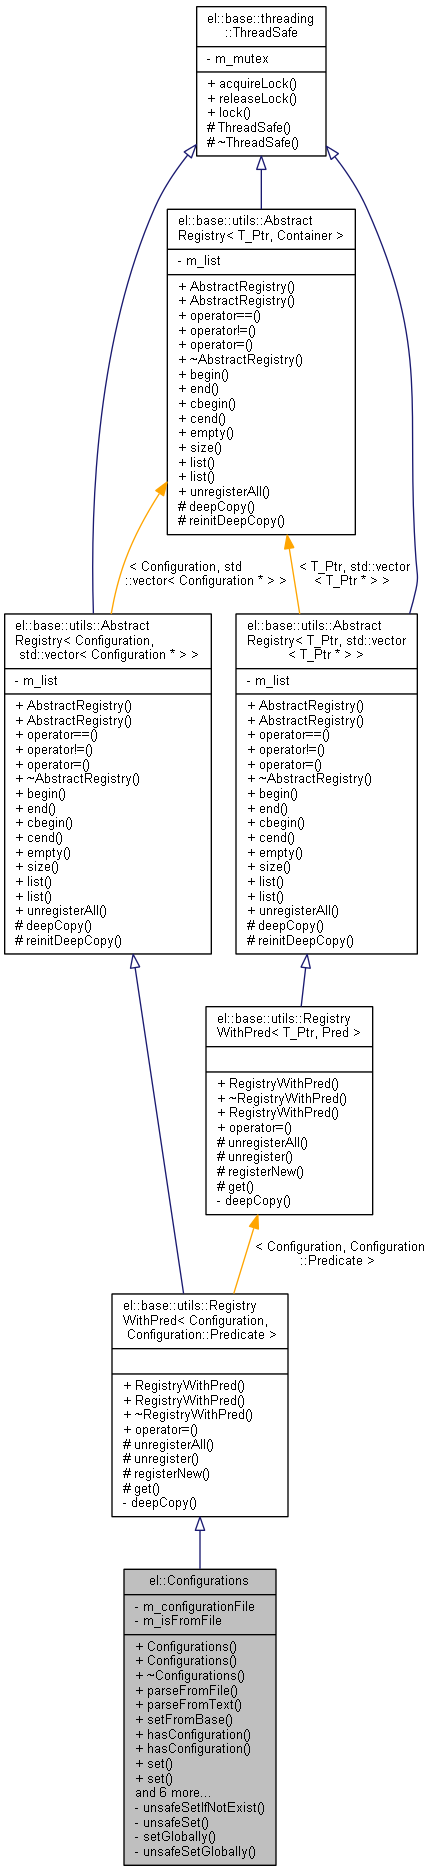 el::base::threading
::ThreadSafe
- m_mutex
+ acquireLock()
+ releaseLock()
+ lock()
# ThreadSafe()
# ~ThreadSafe()
el::base::utils::Abstract
Registry< T_Ptr, Container >
- m_list
+ AbstractRegistry()
+ AbstractRegistry()
+ operator==()
+ operator!=()
+ operator=()
+ ~AbstractRegistry()
+ begin()
+ end()
+ cbegin()
+ cend()
+ empty()
+ size()
+ list()
+ list()
+ unregisterAll()
# deepCopy()
# reinitDeepCopy()
< Configuration, std
::vector< Configuration * > >
< T_Ptr, std::vector
< T_Ptr * > >
el::base::utils::Abstract
Registry< Configuration,
std::vector< Configuration * > >
- m_list
+ AbstractRegistry()
+ AbstractRegistry()
+ operator==()
+ operator!=()
+ operator=()
+ ~AbstractRegistry()
+ begin()
+ end()
+ cbegin()
+ cend()
+ empty()
+ size()
+ list()
+ list()
+ unregisterAll()
# deepCopy()
# reinitDeepCopy()
el::base::utils::Abstract
Registry< T_Ptr, std::vector
< T_Ptr * > >
- m_list
+ AbstractRegistry()
+ AbstractRegistry()
+ operator==()
+ operator!=()
+ operator=()
+ ~AbstractRegistry()
+ begin()
+ end()
+ cbegin()
+ cend()
+ empty()
+ size()
+ list()
+ list()
+ unregisterAll()
# deepCopy()
# reinitDeepCopy()
el::base::utils::Registry
WithPred< T_Ptr, Pred >
+ RegistryWithPred()
+ ~RegistryWithPred()
+ RegistryWithPred()
+ operator=()
# unregisterAll()
# unregister()
# registerNew()
# get()
- deepCopy()
< Configuration, Configuration
::Predicate >
el::base::utils::Registry
WithPred< Configuration,
Configuration::Predicate >
+ RegistryWithPred()
+ RegistryWithPred()
+ ~RegistryWithPred()
+ operator=()
# unregisterAll()
# unregister()
# registerNew()
# get()
- deepCopy()
el::Configurations
- m_configurationFile
- m_isFromFile
+ Configurations()
+ Configurations()
+ ~Configurations()
+ parseFromFile()
+ parseFromText()
+ setFromBase()
+ hasConfiguration()
+ hasConfiguration()
+ set()
+ set()
and 6 more...
- unsafeSetIfNotExist()
- unsafeSet()
- setGlobally()
- unsafeSetGlobally()